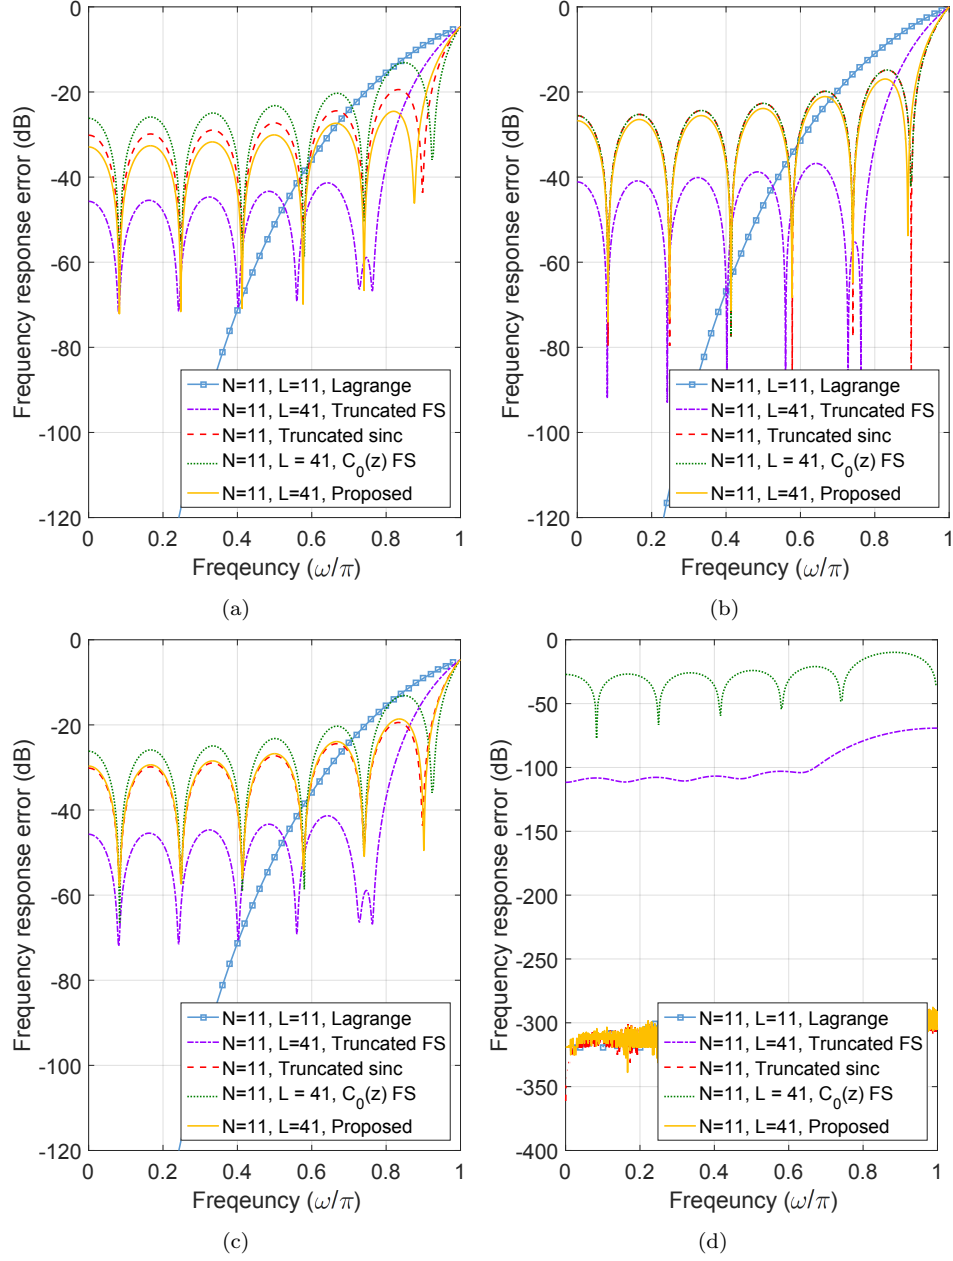 0
-20
-40
-60
-80
-100
-120
Frequency response error (dB)
N=11, L=11, Lagrange
N=11, L=41, Truncated FS
N=11, Truncated sinc
N=11, L = 41, C0(z) FS
N=11, L=41, Proposed
0 0.2 0.4 0.6 0.8 1
Freqeuncy (ω/π)
(a)
0
-20
-40
-60
-80
-100
-120
Frequency response error (dB)
N=11, L=11, Lagrange
N=11, L=41, Truncated FS
N=11, Truncated sinc
N=11, L = 41, C0(z) FS
N=11, L=41, Proposed
0 0.2 0.4 0.6 0.8 1
Freqeuncy (ω/π)
(b)
0
-20
-40
-60
-80
-100
-120
Frequency response error (dB)
N=11, L=11, Lagrange
N=11, L=41, Truncated FS
N=11, Truncated sinc
N=11, L = 41, C0(z) FS
N=11, L=41, Proposed
0 0.2 0.4 0.6 0.8 1
Freqeuncy (ω/π)
(c)
0
-50
-100
-150
-200
-250
-300
-350
-400
Frequency response error (dB)
N=11, L=11, Lagrange
N=11, L=41, Truncated FS
N=11, Truncated sinc
N=11, L = 41, C0(z) FS
N=11, L=41, Proposed
0 0.2 0.4 0.6 0.8 1
Freqeuncy (ω/π)
(d)